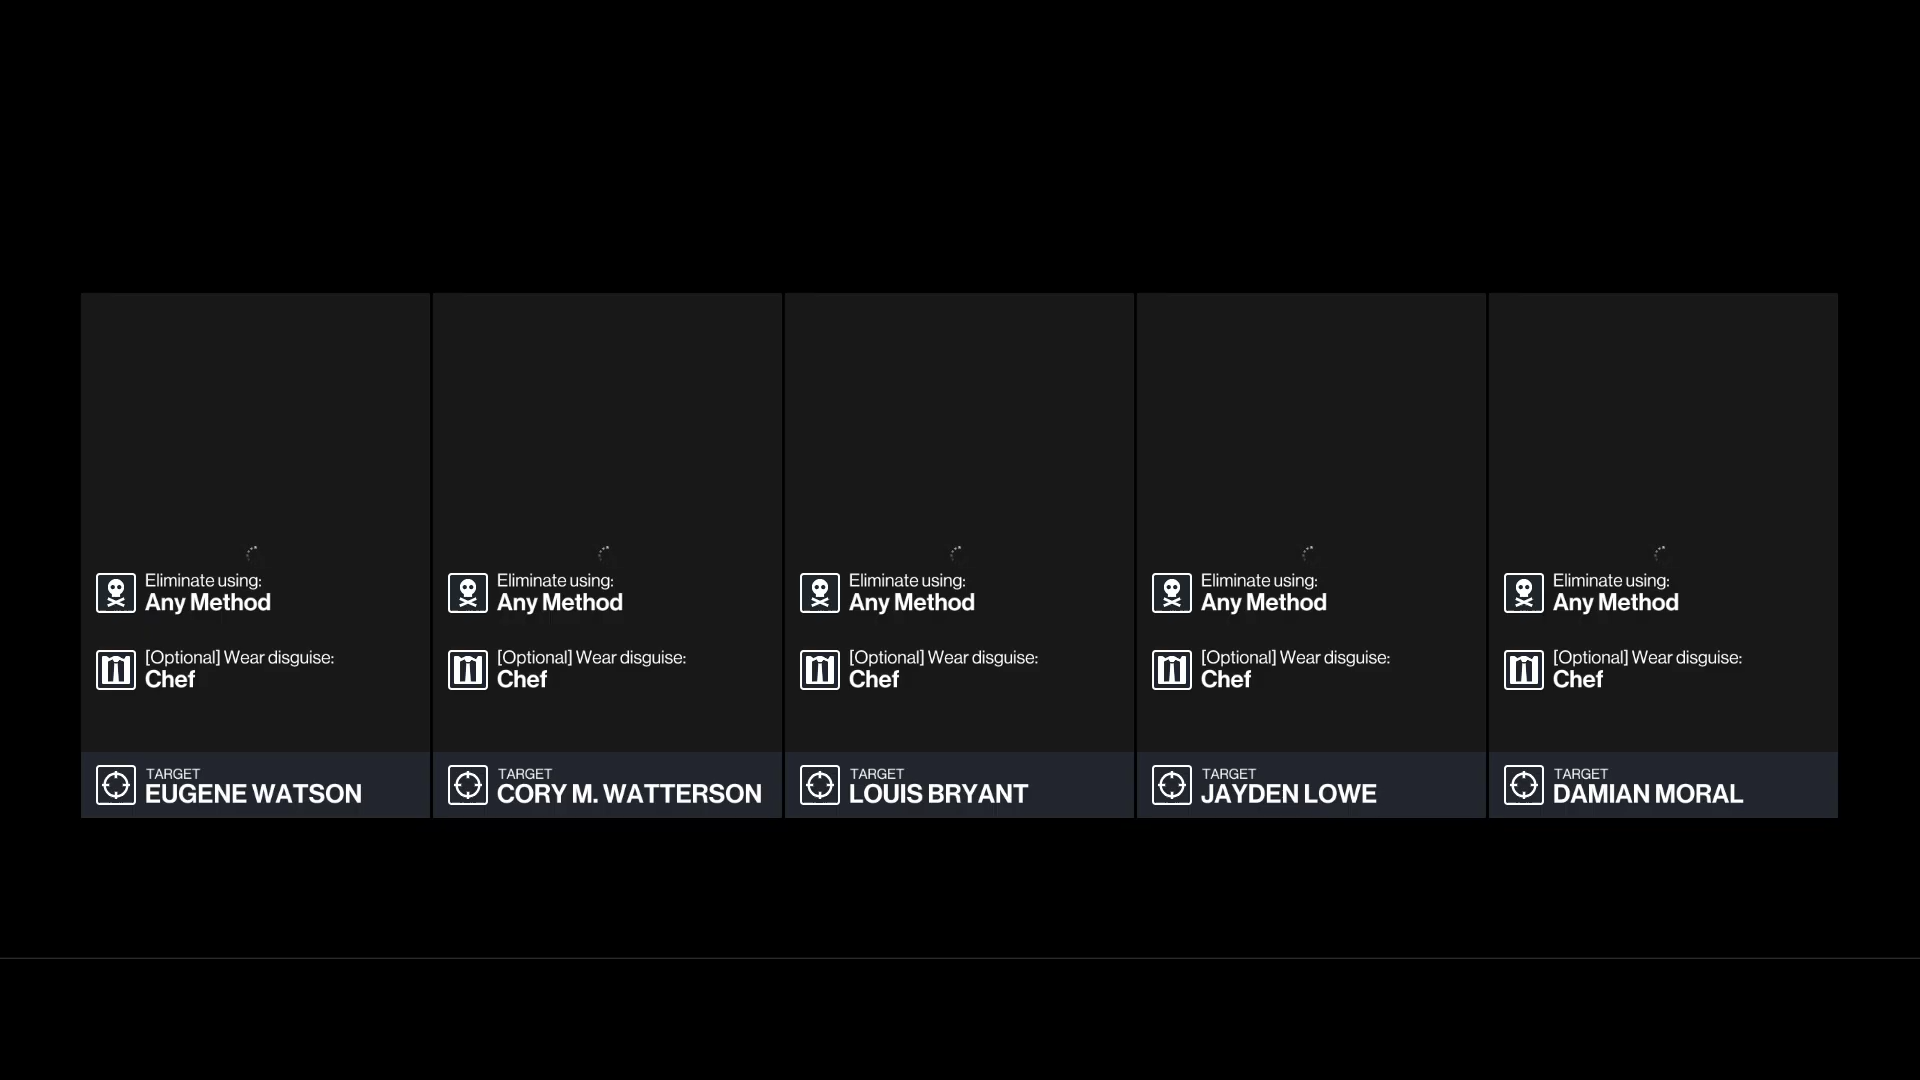 Eliminate using:
Any Method
[Optional] Wear disguise:
Chef
TARGET
EUGENE WATSON
Eliminate using:
Any Method
[Optional] Wear disguise:
Chef
TARGET
CORY M. WATTERSON
Eliminate using:
Any Method
[Optional] Wear disguise:
Chef
TARGET
LOUIS BRYANT
Eliminate using:
Any Method
[Optional] Wear disguise:
Chef
TARGET
JAYDEN LOWE
Eliminate using:
Any Method
[Optional] Wear disguise:
Chef
TARGET
DAMIAN MORAL